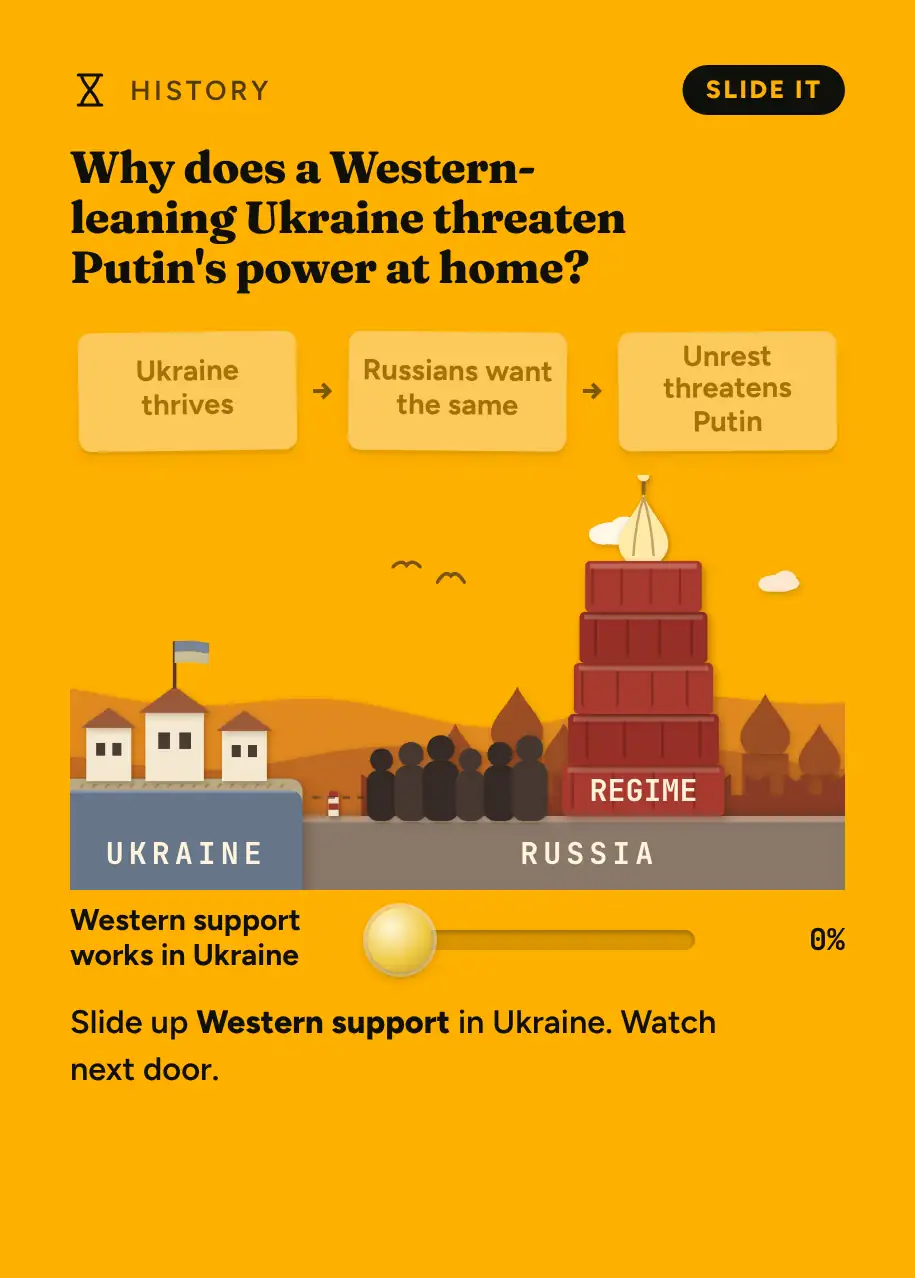 HISTORY
SLIDE IT
Why does a Western-
leaning Ukraine threaten
Putin's power at home?
Ukraine
thrives
→
Russians want
the same
→
Unrest
threatens
Putin
REGIME
UKRAINE
RUSSIA
Western support
works in Ukraine
0%
Slide up Western support in Ukraine. Watch
next door.